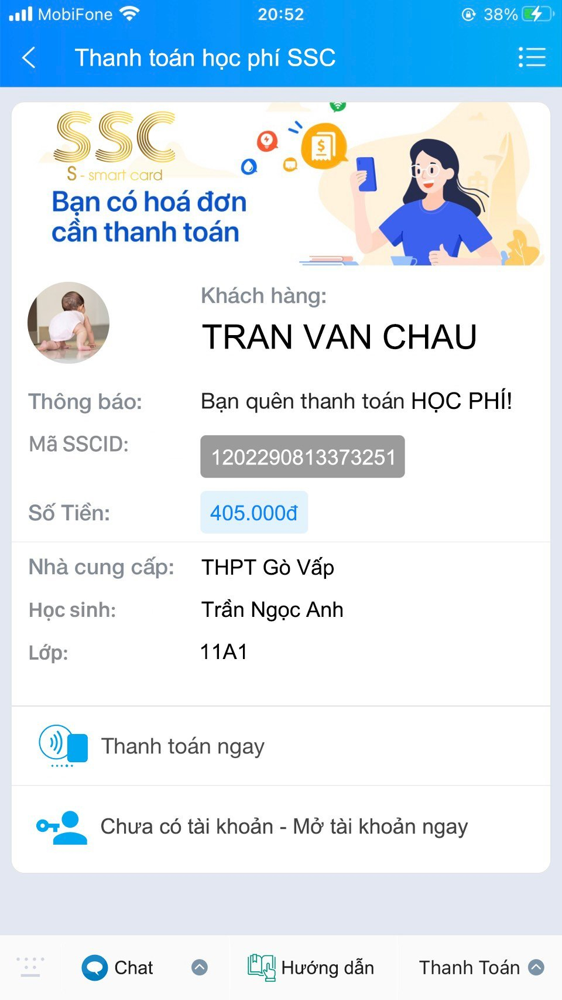 MobiFone 20:52 38%
Thanh toán học phí SSC
SSC
S - smart card
Bạn có hoá đơn
cần thanh toán
Khách hàng:
TRAN VAN CHAU
Thông báo: Bạn quên thanh toán HỌC PHÍ!
Mã SSCID: 1202290813373251
Số Tiền: 405.000đ
Nhà cung cấp: THPT Gò Vấp
Học sinh: Trần Ngọc Anh
Lớp: 11A1
Thanh toán ngay
Chưa có tài khoản - Mở tài khoản ngay
Chat Hướng dẫn Thanh Toán